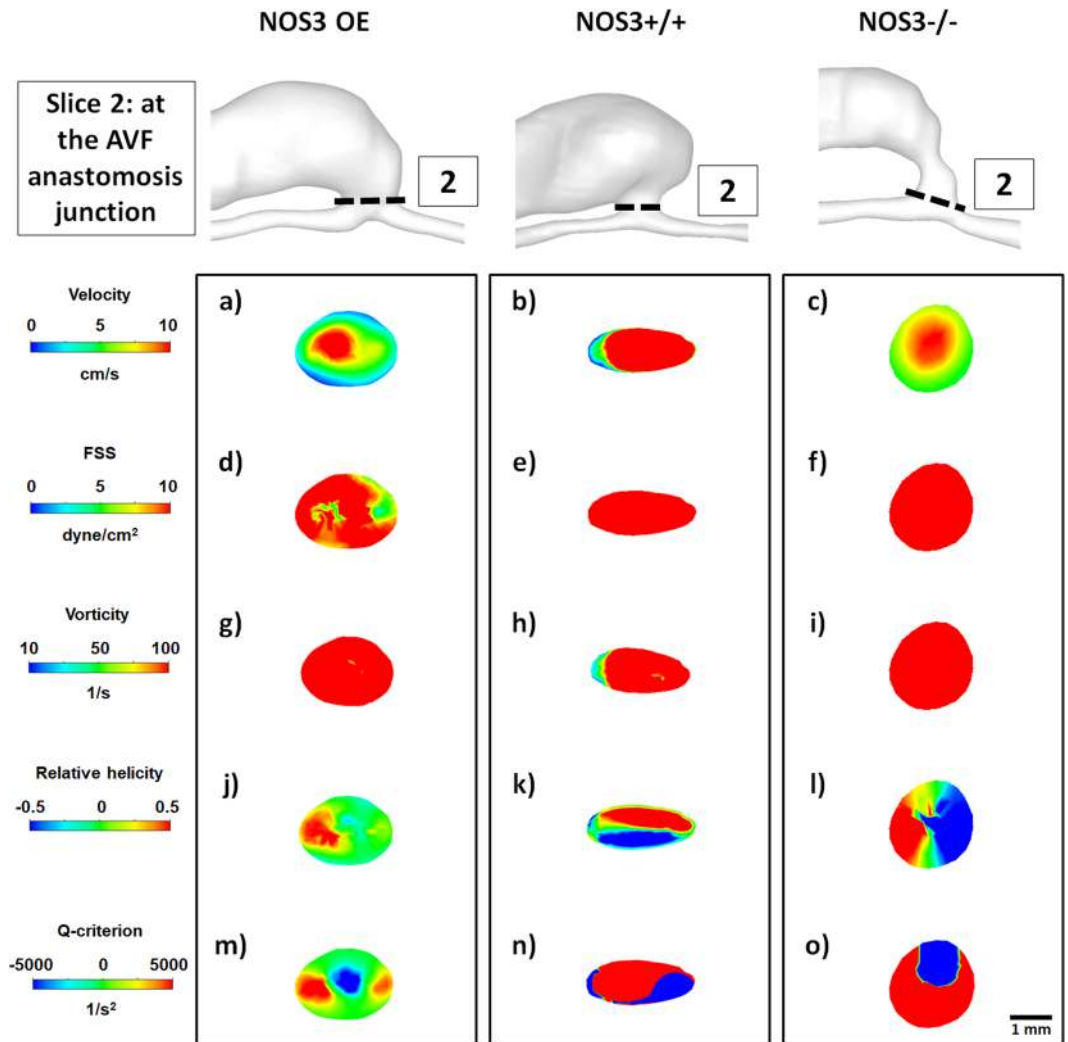 NOS3 OE NOS3+/+ NOS3-/-
Slice 2: at
the AVF
anastomosis
junction
2 2 2
Velocity
0 5 10
cm/s
a) b) c)
FSS
0 5 10
dyne/cm²
d) e) f)
Vorticity
10 50 100
1/s
g) h) i)
Relative helicity
-0.5 0 0.5
j) k) l)
Q-criterion
-5000 0 5000
1/s²
m) n) o)
1 mm